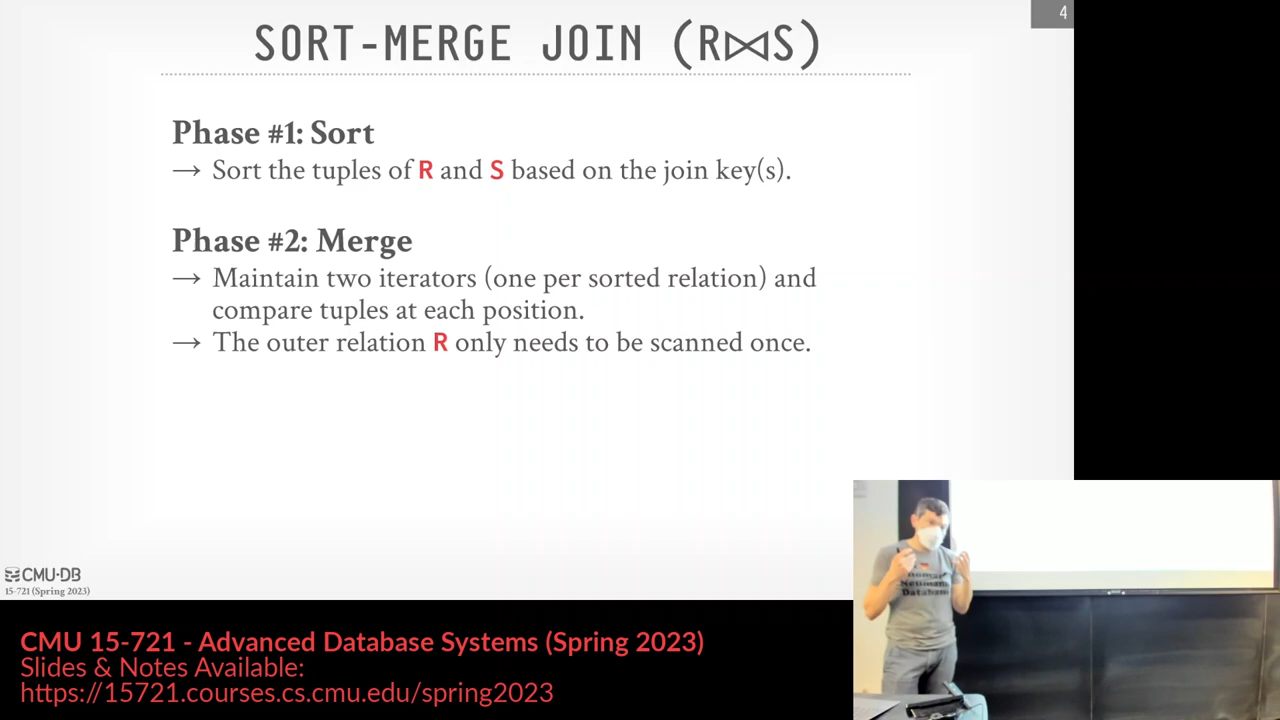 4
SORT-MERGE JOIN (R⋈S)
Phase #1: Sort
→ Sort the tuples of R and S based on the join key(s).
Phase #2: Merge
→ Maintain two iterators (one per sorted relation) and
compare tuples at each position.
→ The outer relation R only needs to be scanned once.
CMU·DB
15-721 (Spring 2023)
Neumann
Database
CMU 15-721 - Advanced Database Systems (Spring 2023)
Slides & Notes Available:
https://15721.courses.cs.cmu.edu/spring2023